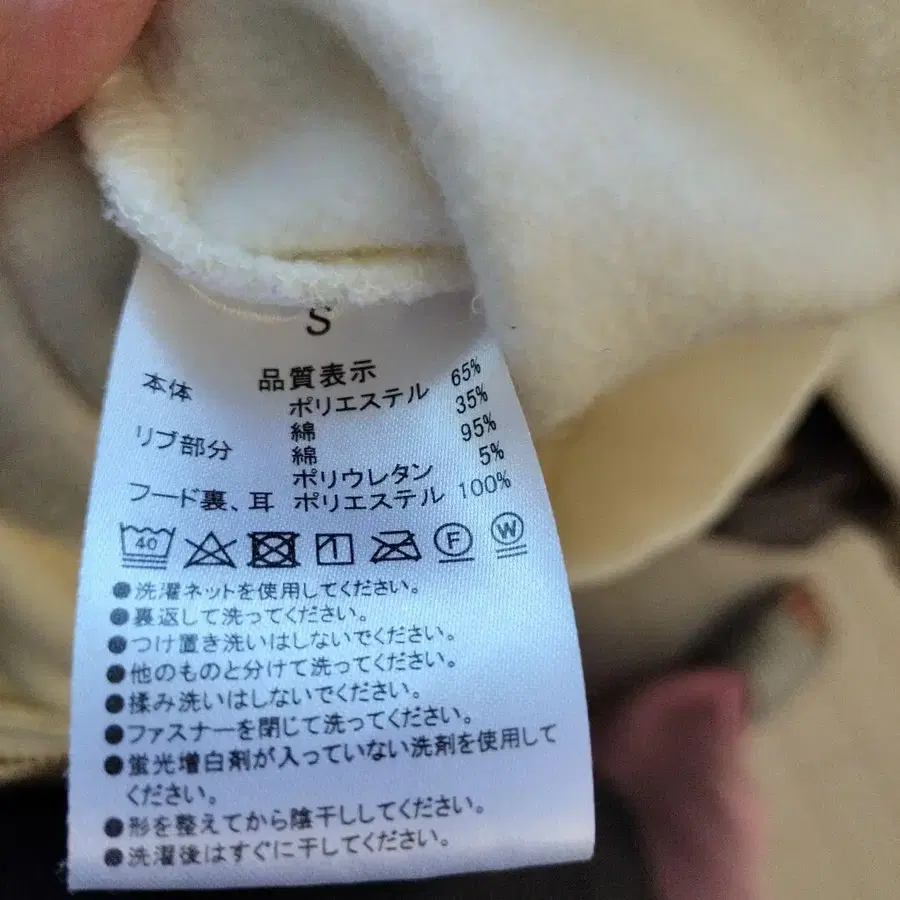 S
品質表示
本体 ポリエステル 65%
綿 35%
リブ部分 綿 95%
ポリウレタン 5%
フード裏、耳 ポリエステル 100%
40 F W
●洗濯ネットを使用してください。
●裏返して洗ってください。
●つけ置き洗いはしないでください。
●他のものと分けて洗ってください。
●揉み洗いはしないでください。
●ファスナーを閉じて洗ってください。
●蛍光増白剤が入っていない洗剤を使用して
ください。
●形を整えてから陰干ししてください。
●洗濯後はすぐに干してください。